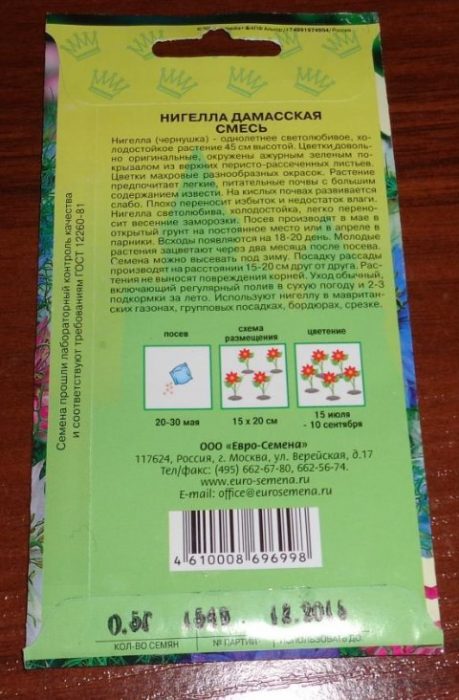 НИГЕЛЛА ДАМАССКАЯ
СМЕСЬ
Нигелла (чернушка) - однолетнее светолюбивое, хо-
лодостойкое растение 45 см высотой. Цветки доволь-
но оригинальные, окружены ажурным зеленым по-
крывалом из верхних перисто-рассеченных листьев.
Цветки махровые разнообразных окрасок. Растение
предпочитает легкие, питательные почвы с большим
содержанием извести. На кислых почвах развивается
слабо. Плохо переносит избыток и недостаток влаги.
Нигелла светолюбива, холодостойка, легко перено-
сит весенние заморозки. Посев производят в мае в
открытый грунт на постоянное место или в апреле в
парники. Всходы появляются на 18-20 день. Молодые
растения зацветают через два месяца после посева.
Семена можно высевать под зиму. Посадку рассады
производят на расстоянии 15-20 см друг от друга. Рас-
тения не выносят повреждения корней. Уход обычный,
включающий регулярный полив в сухую погоду и 2-3
подкормки за лето. Используют нигеллу в мавритан-
ских газонах, групповых посадках, бордюрах, срезке.
Семена прошли лабораторный контроль качества
и соответствуют требованиям ГОСТ 12260-81
посев
схема
размещения
цветение
20-30 мая
15 х 20 см
15 июля
- 10 сентября
ООО «Евро-Семена»
117624, Россия, г. Москва, ул. Верейская, д.17
Тел/факс: (495) 662-67-80, 662-56-74.
www.euro-semena.ru
E-mail: office@eurosemena.ru
4 610008 696998
0.5Г 12.2015
КОЛ-ВО СЕМЯН № ПАРТИИ ИСПОЛЬЗОВАТЬ ДО: